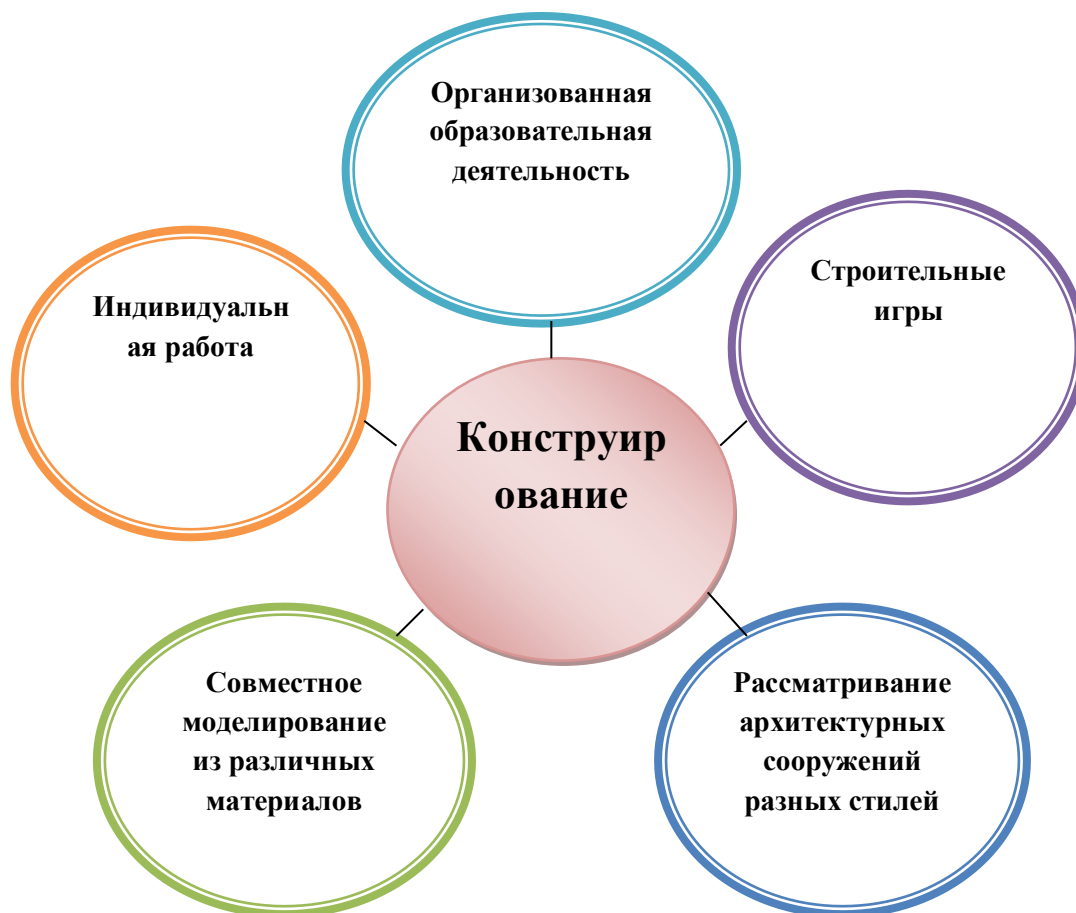 Организованная
образовательная
деятельность
Строительные
игры
Индивидуальн
ая работа
Конструир
ование
Совместное
моделирование
из различных
материалов
Рассматривание
архитектурных
сооружений
разных стилей